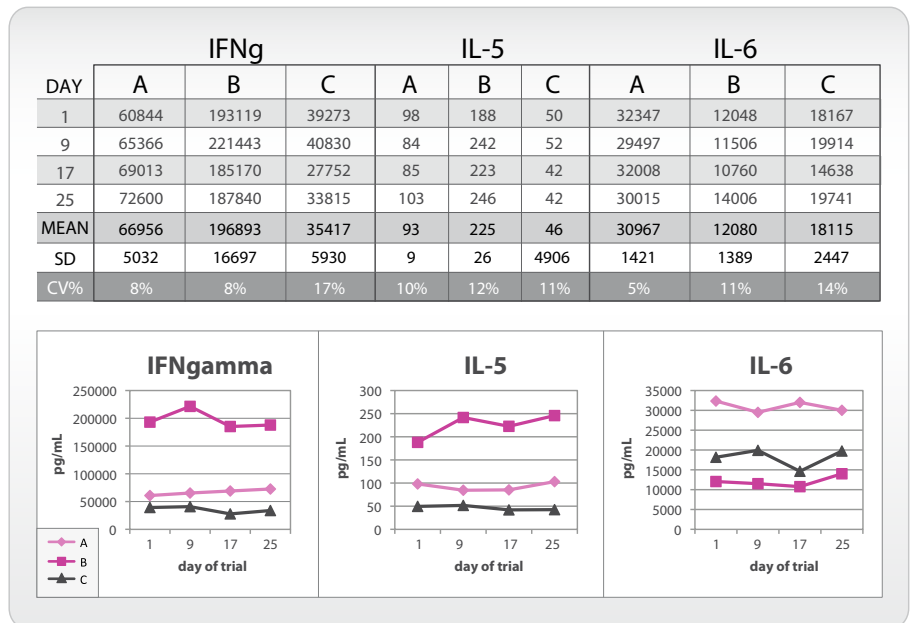 IFNg IL-5 IL-6
DAY A B C A B C A B C
1 60844 193119 39273 98 188 50 32347 12048 18167
9 65366 221443 40830 84 242 52 29497 11506 19914
17 69013 185170 27752 85 223 42 32008 10760 14638
25 72600 187840 33815 103 246 42 30015 14006 19741
MEAN 66956 196893 35417 93 225 46 30967 12080 18115
SD 5032 16697 5930 9 26 4906 1421 1389 2447
CV% 8% 8% 17% 10% 12% 11% 5% 11% 14%
IFNgamma
250000
200000
150000
100000
50000
0
pg/mL
1 9 17 25
day of trial
A
B
C
IL-5
300
250
200
150
100
50
0
pg/mL
1 9 17 25
day of trial
IL-6
35000
30000
25000
20000
15000
10000
5000
0
pg/mL
1 9 17 25
day of trial